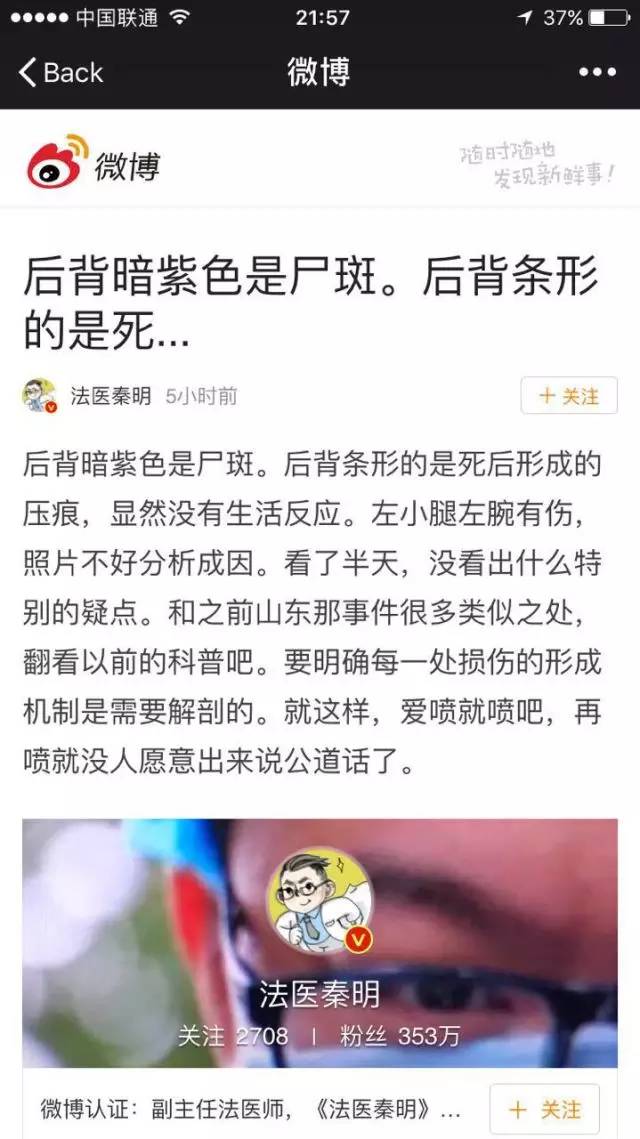 中国联通
21:57
37%
Back
微博
微博
随时随地
发现新鲜事！
后背暗紫色是尸斑。后背条形
的是死...
法医秦明 5小时前
＋关注
后背暗紫色是尸斑。后背条形的是死后形成的
压痕，显然没有生活反应。左小腿左腕有伤，
照片不好分析成因。看了半天，没看出什么特
别的疑点。和之前山东那事件很多类似之处，
翻看以前的科普吧。要明确每一处损伤的形成
机制是需要解剖的。就这样，爱喷就喷吧，再
喷就没人愿意出来说公道话了。
法医秦明
关注 2708 | 粉丝 353万
微博认证：副主任法医师，《法医秦明》...
＋关注